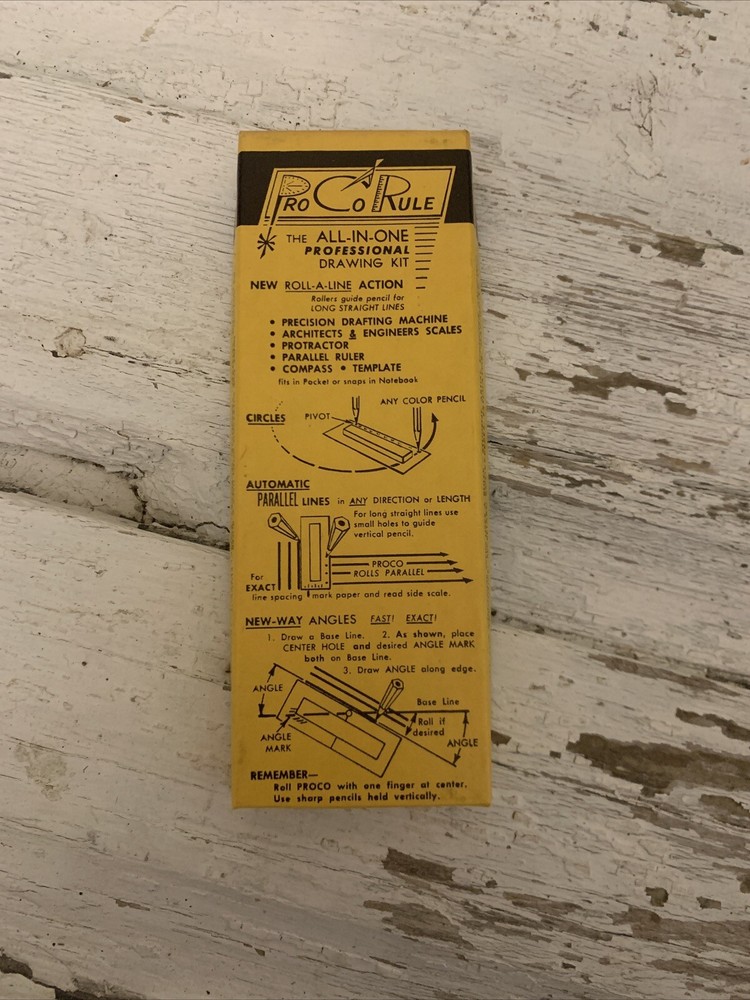 PRO CO RULE
THE ALL-IN-ONE
PROFESSIONAL
DRAWING KIT
NEW ROLL-A-LINE ACTION
Rollers guide pencil for
LONG STRAIGHT LINES
• PRECISION DRAFTING MACHINE
• ARCHITECTS & ENGINEERS SCALES
• PROTRACTOR
• PARALLEL RULER
• COMPASS • TEMPLATE
fits in Pocket or snaps in Notebook
CIRCLES
PIVOT
ANY COLOR PENCIL
AUTOMATIC
PARALLEL LINES in ANY DIRECTION or LENGTH
For long straight lines use
small holes to guide
vertical pencil.
PROCO
ROLLS PARALLEL
For
EXACT
line spacing mark paper and read side scale.
NEW-WAY ANGLES FAST! EXACT!
1. Draw a Base Line. 2. As shown, place
CENTER HOLE and desired ANGLE MARK
both on Base Line.
3. Draw ANGLE along edge.
ANGLE
Base Line
Roll if
desired
ANGLE
MARK
ANGLE
REMEMBER—
Roll PROCO with one finger at center.
Use sharp pencils held vertically.